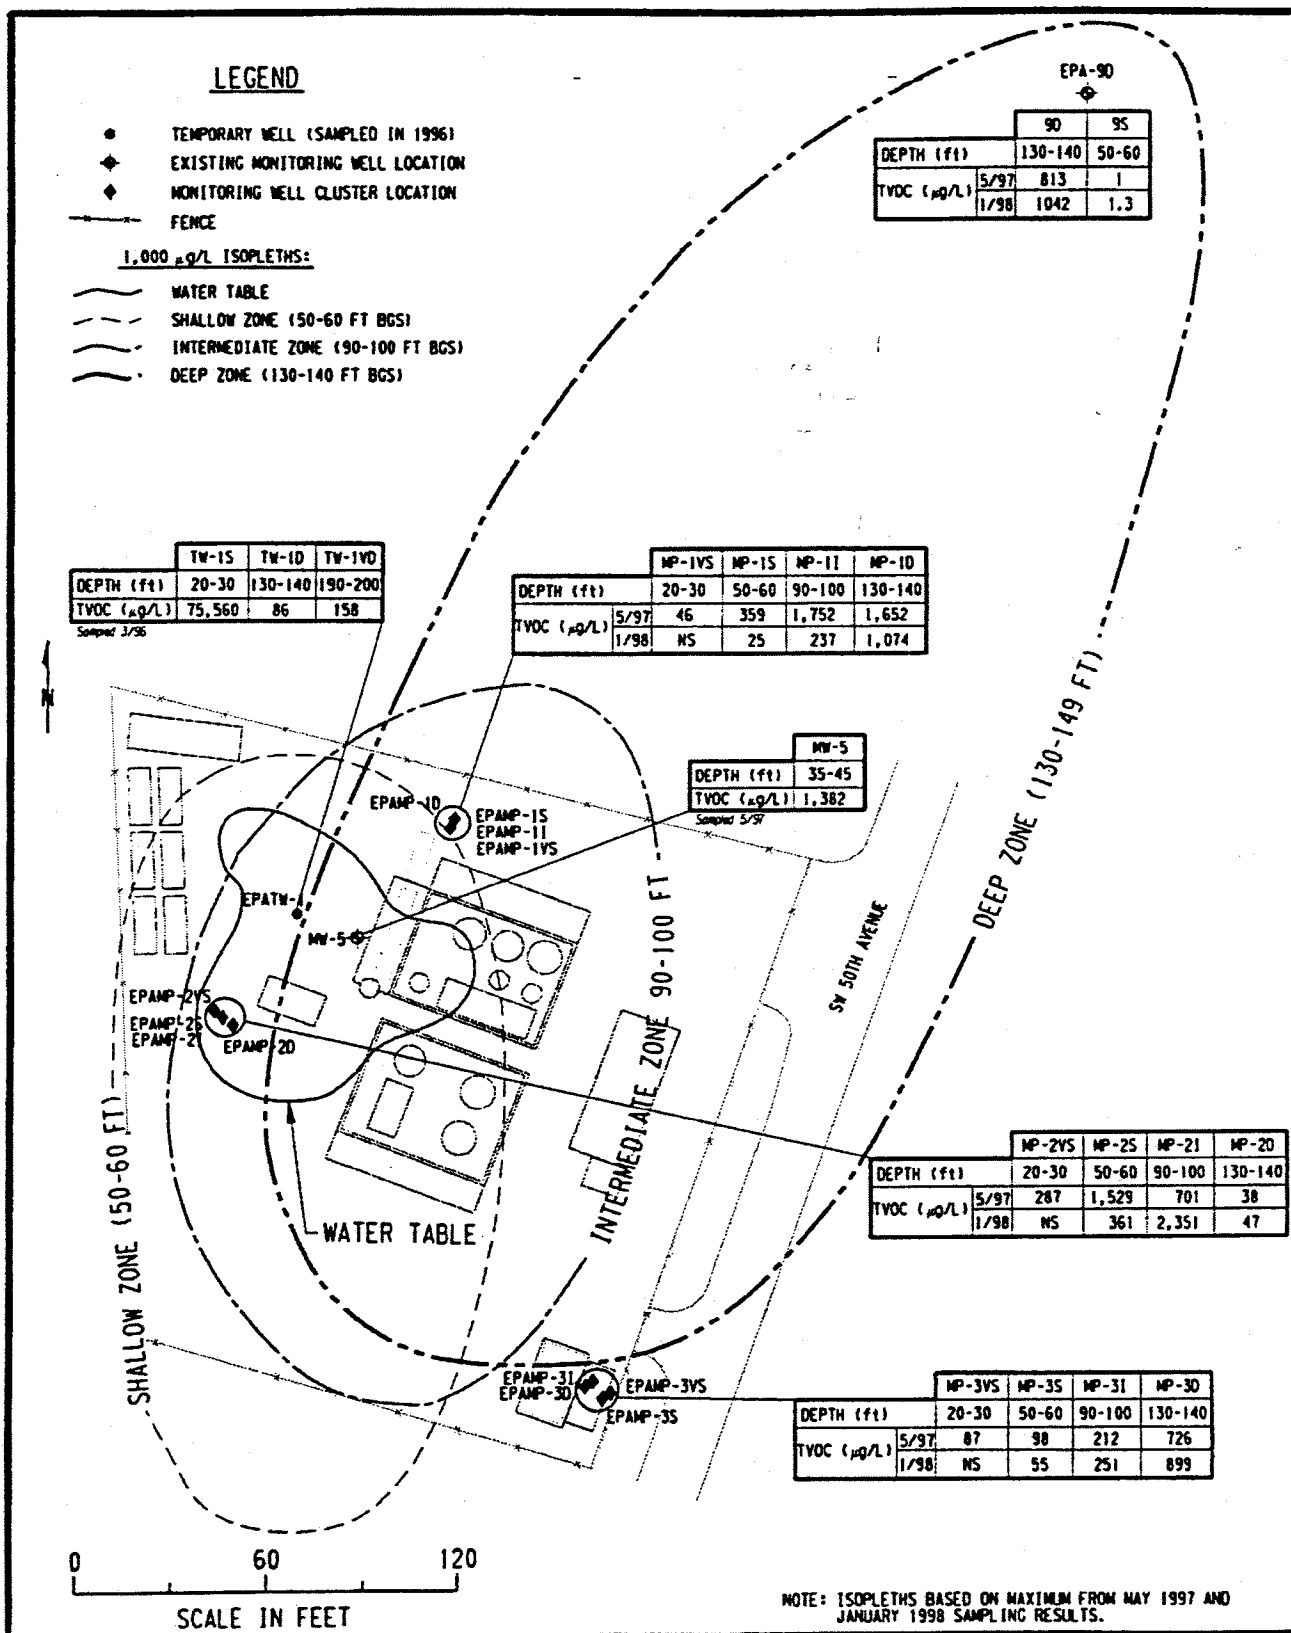 LEGEND
TEMPORARY WELL (SAMPLED IN 1996)
EXISTING MONITORING WELL LOCATION
MONITORING WELL CLUSTER LOCATION
FENCE
1,000 µg/L ISOPLETHS:
WATER TABLE
SHALLOW ZONE (50-60 FT BGS)
INTERMEDIATE ZONE (90-100 FT BGS)
DEEP ZONE (130-140 FT BGS)
EPA-9D
9D 9S
DEPTH (ft) 130-140 50-60
TVOC (µg/L) 5/97 813 1
1/98 1042 1.3
TW-1S TW-1D TW-1VD
DEPTH (ft) 20-30 130-140 190-200
TVOC (µg/L) 75,560 86 158
Sampled 3/96
MP-1VS MP-1S MP-1I MP-1D
DEPTH (ft) 20-30 50-60 90-100 130-140
TVOC (µg/L) 5/97 46 359 1,752 1,652
1/98 NS 25 237 1,074
N
MW-5
DEPTH (ft) 35-45
TVOC (µg/L) 1,382
Sampled 5/97
EPAMP-1D
EPAMP-1S
EPAMP-1I
EPAMP-1VS
EPATW-1
MW-5
EPAMP-2VS
EPAMP-2S
EPAMP-2I
EPAMP-2D
SW 50TH AVENUE
DEEP ZONE (130-149 FT)
INTERMEDIATE ZONE 90-100 FT
SHALLOW ZONE (50-60 FT)
WATER TABLE
MP-2VS MP-2S MP-2I MP-2D
DEPTH (ft) 20-30 50-60 90-100 130-140
TVOC (µg/L) 5/97 287 1,529 701 38
1/98 NS 361 2,351 47
EPAMP-3I
EPAMP-3D
EPAMP-3VS
EPAMP-3S
MP-3VS MP-3S MP-3I MP-3D
DEPTH (ft) 20-30 50-60 90-100 130-140
TVOC (µg/L) 5/97 87 98 212 726
1/98 NS 55 251 899
0 60 120
SCALE IN FEET
NOTE: ISOPLETHS BASED ON MAXIMUM FROM MAY 1997 AND
JANUARY 1998 SAMPLING RESULTS.